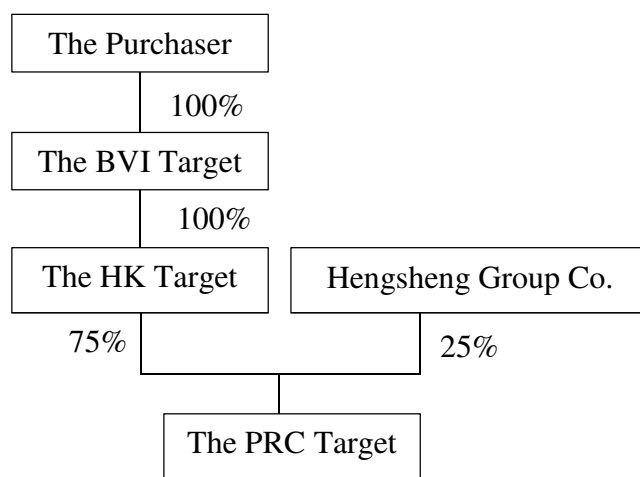 The Purchaser
100%
The BVI Target
100%
The HK Target
Hengsheng Group Co.
75%
25%
The PRC Target